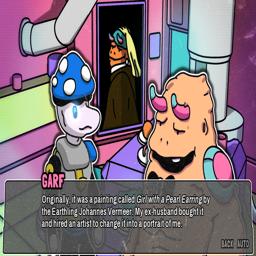 GARF
Originally, it was a painting called Girl with a Pearl Earring by
the Earthling Johannes Vermeer. My ex-husband bought it
and hired an artist to change it into a portrait of me.
BACK AUTO